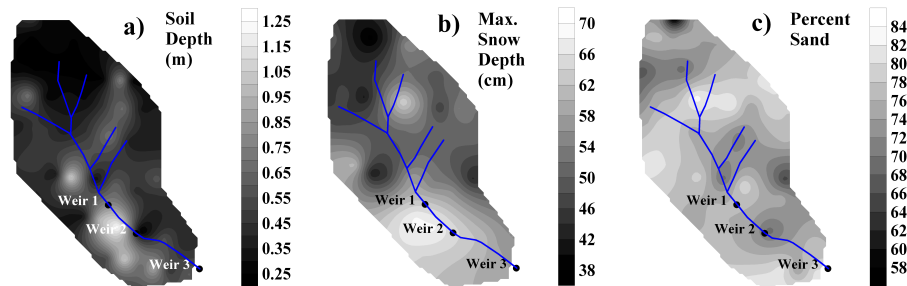 a)
Soil
Depth
(m)
1.25
1.15
1.05
0.95
0.85
0.75
0.65
0.55
0.45
0.35
0.25
Weir 1
Weir 2
Weir 3
b)
Max.
Snow
Depth
(cm)
70
66
62
58
54
50
46
42
38
Weir 1
Weir 2
Weir 3
c)
Percent
Sand
84
82
80
78
76
74
72
70
68
66
64
62
60
58
Weir 1
Weir 2
Weir 3